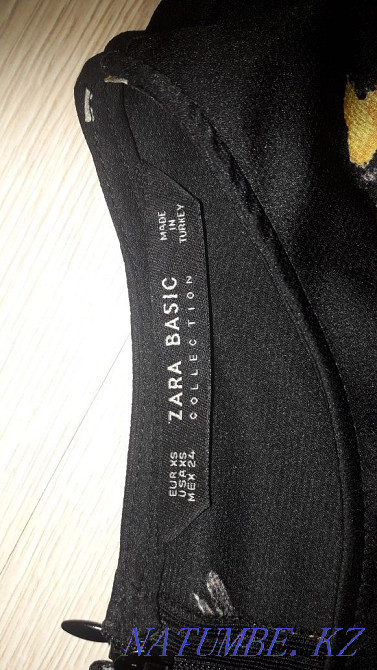 EUR XS
USA XS
MEX 24
ZARA BASIC
COLLECTION
MADE
IN
TURKEY
NATUMBE.KZ